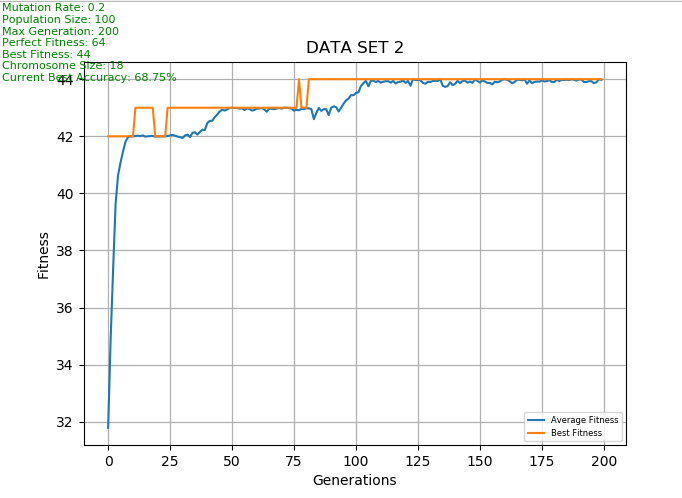 Mutation Rate: 0.2
Population Size: 100
Max Generation: 200
Perfect Fitness: 64
Best Fitness: 44
Chromosome Size: 18
Current Best Accuracy: 68.75%
DATA SET 2
44
42
40
38
36
34
32
Fitness
0 25 50 75 100 125 150 175 200
Generations
Average Fitness
Best Fitness